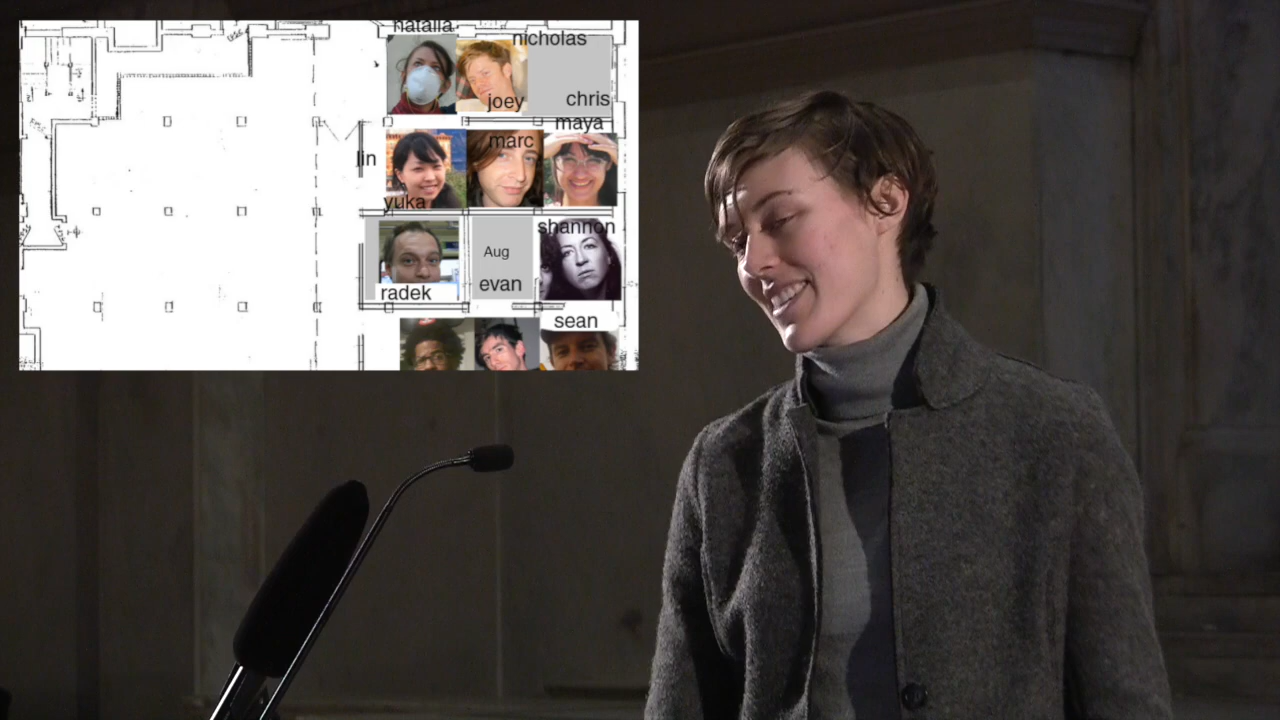 natalia
nicholas
joey
chris
maya
marc
lin
yuka
shannon
Aug
evan
radek
sean